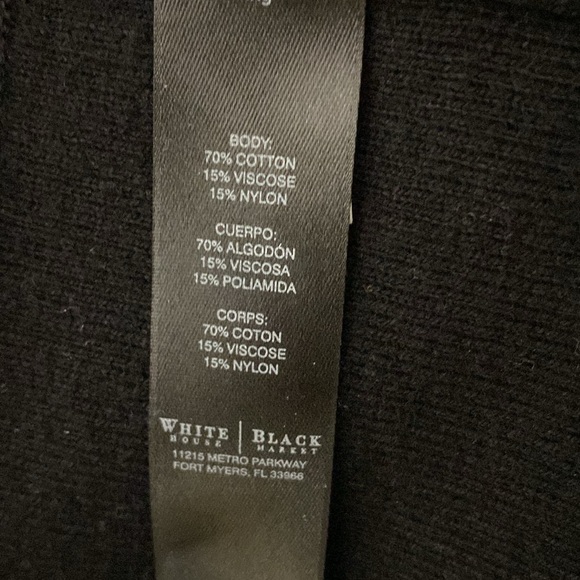 BODY:
70% COTTON
15% VISCOSE
15% NYLON
CUERPO:
70% ALGODÓN
15% VISCOSA
15% POLIAMIDA
CORPS:
70% COTON
15% VISCOSE
15% NYLON
WHITE | BLACK
HOUSE MARKET
11215 METRO PARKWAY
FORT MYERS, FL 33966